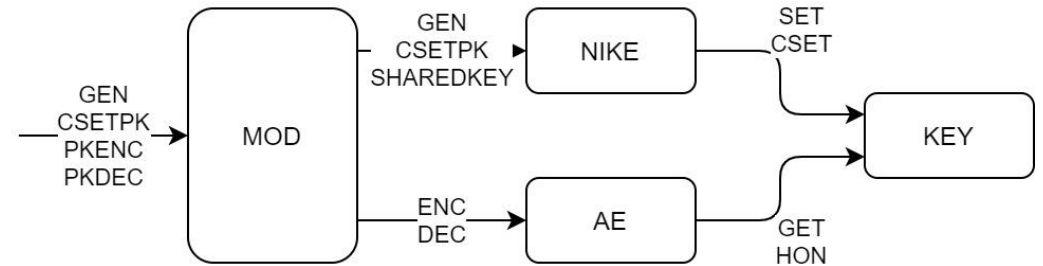 GEN
CSETPK
PKENC
PKDEC
MOD
GEN
CSETPK
SHAREDKEY
NIKE
SET
CSET
KEY
ENC
DEC
AE
GET
HON